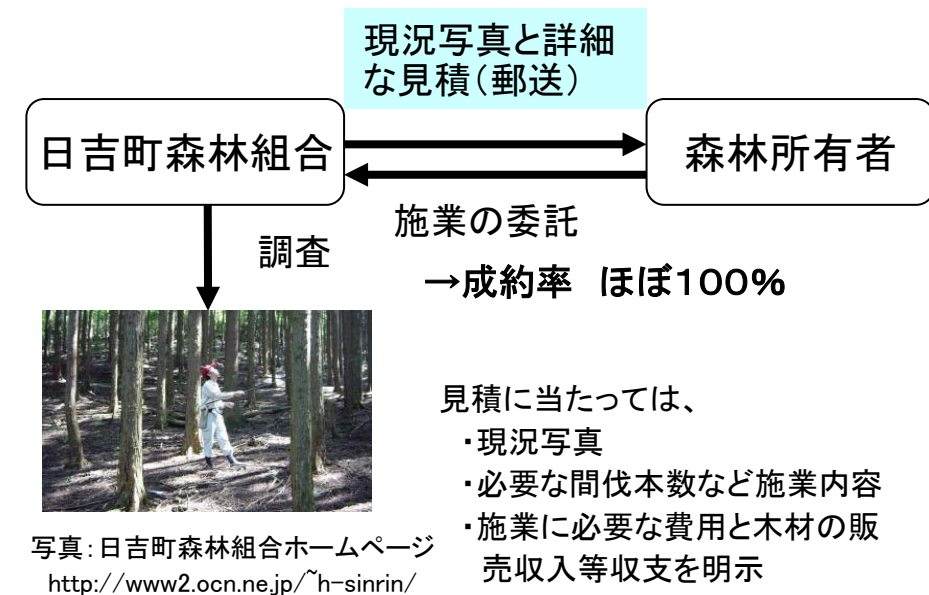 現況写真と詳細
な見積(郵送)
日吉町森林組合
森林所有者
施業の委託
調査
→成約率 ほぼ100%
見積に当たっては、
・現況写真
・必要な間伐本数など施業内容
・施業に必要な費用と木材の販
売収入等収支を明示
写真:日吉町森林組合ホームページ
http://www2.ocn.ne.jp/~h-sinrin/